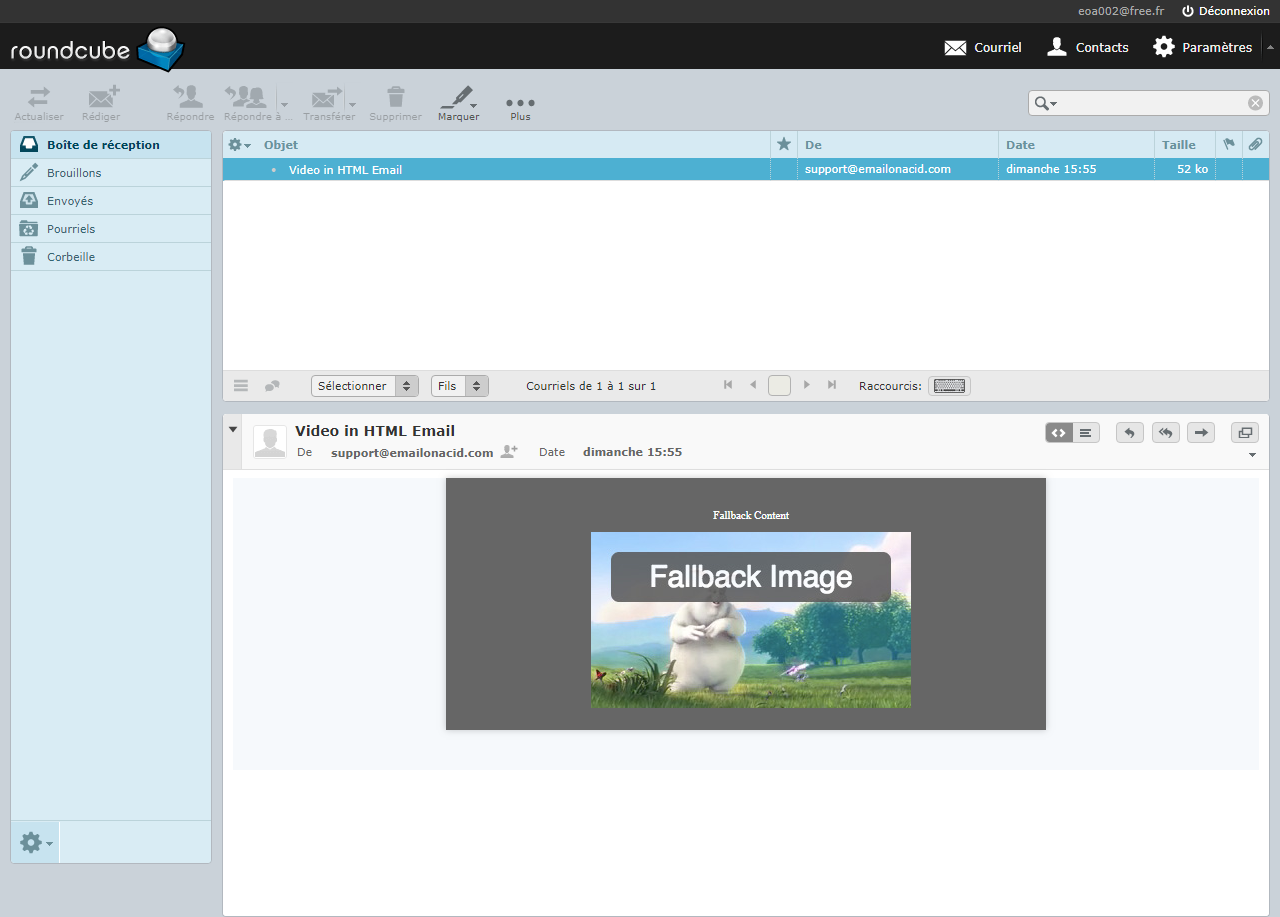 eoa002@free.fr Déconnexion
roundcube Courriel Contacts Paramètres
Actualiser Rédiger Répondre Répondre à ... Transférer Supprimer Marquer Plus
Boîte de réception
Brouillons
Envoyés
Pourriels
Corbeille
Objet De Date Taille
Video in HTML Email support@emailonacid.com dimanche 15:55 52 ko
Sélectionner Fils Courriels de 1 à 1 sur 1 Raccourcis:
Video in HTML Email
De support@emailonacid.com Date dimanche 15:55
Fallback Content
Fallback Image